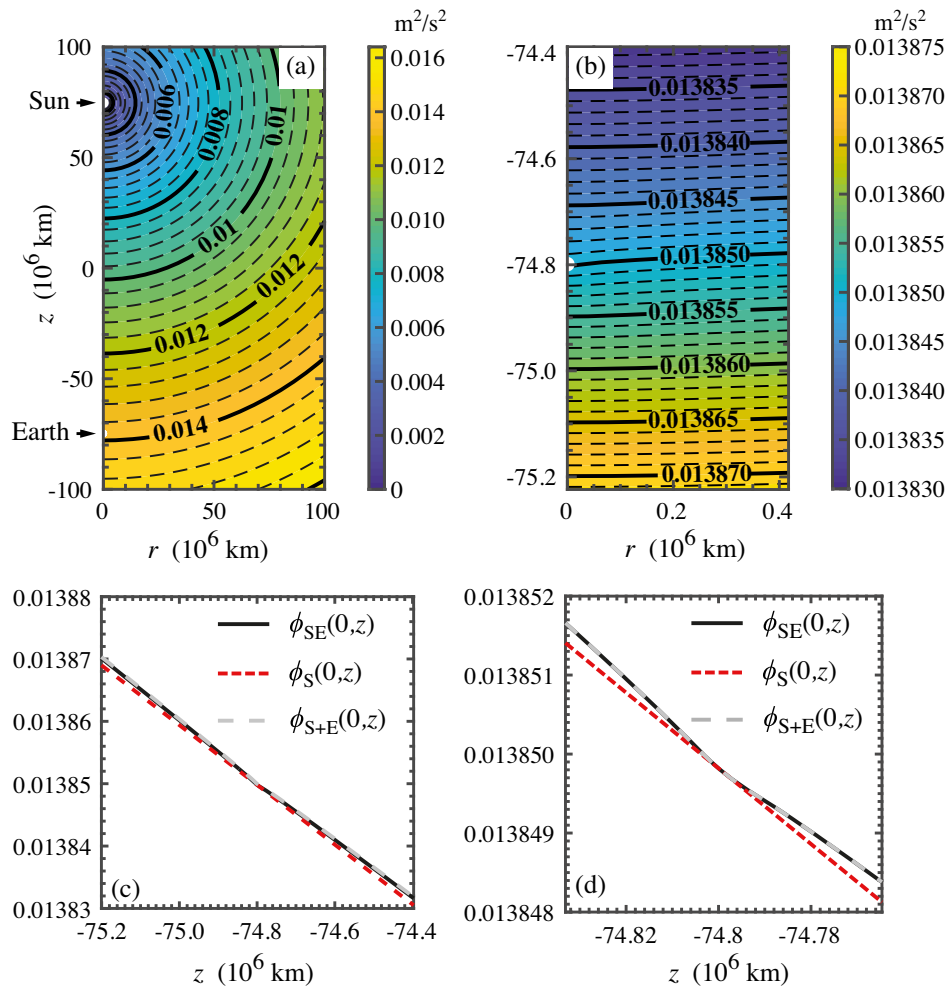 m²/s²
(a)
100
50
0
-50
-100
Sun
Earth
z (10⁶ km)
0.006
0.008
0.01
0.01
0.012
0.012
0.014
0 50 100
r (10⁶ km)
0.016
0.014
0.012
0.010
0.008
0.006
0.004
0.002
0
m²/s²
(b)
-74.4
-74.6
-74.8
-75.0
-75.2
0.013835
0.013840
0.013845
0.013850
0.013855
0.013860
0.013865
0.013870
0 0.2 0.4
r (10⁶ km)
0.013875
0.013870
0.013865
0.013860
0.013855
0.013850
0.013845
0.013840
0.013835
0.013830
0.01388
0.01387
0.01386
0.01385
0.01384
0.01383
ϕSE(0,z)
ϕS(0,z)
ϕS+E(0,z)
(c)
-75.2 -75.0 -74.8 -74.6 -74.4
z (10⁶ km)
0.013852
0.013851
0.013850
0.013849
0.013848
ϕSE(0,z)
ϕS(0,z)
ϕS+E(0,z)
(d)
-74.82 -74.8 -74.78
z (10⁶ km)